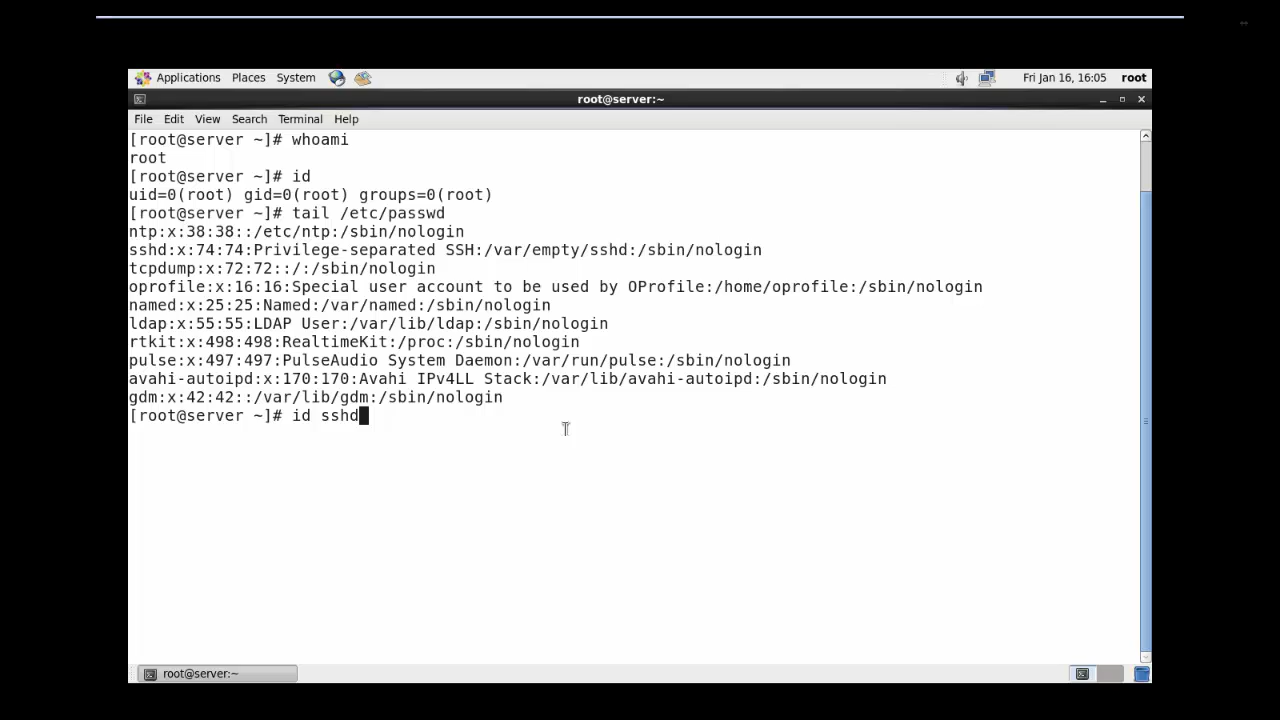 Applications Places System Fri Jan 16, 16:05 root
root@server:~
File Edit View Search Terminal Help
[root@server ~]# whoami
root
[root@server ~]# id
uid=0(root) gid=0(root) groups=0(root)
[root@server ~]# tail /etc/passwd
ntp:x:38:38::/etc/ntp:/sbin/nologin
sshd:x:74:74:Privilege-separated SSH:/var/empty/sshd:/sbin/nologin
tcpdump:x:72:72::/:/sbin/nologin
oprofile:x:16:16:Special user account to be used by OProfile:/home/oprofile:/sbin/nologin
named:x:25:25:Named:/var/named:/sbin/nologin
ldap:x:55:55:LDAP User:/var/lib/ldap:/sbin/nologin
rtkit:x:498:498:RealtimeKit:/proc:/sbin/nologin
pulse:x:497:497:PulseAudio System Daemon:/var/run/pulse:/sbin/nologin
avahi-autoipd:x:170:170:Avahi IPv4LL Stack:/var/lib/avahi-autoipd:/sbin/nologin
gdm:x:42:42::/var/lib/gdm:/sbin/nologin
[root@server ~]# id sshd
root@server:~